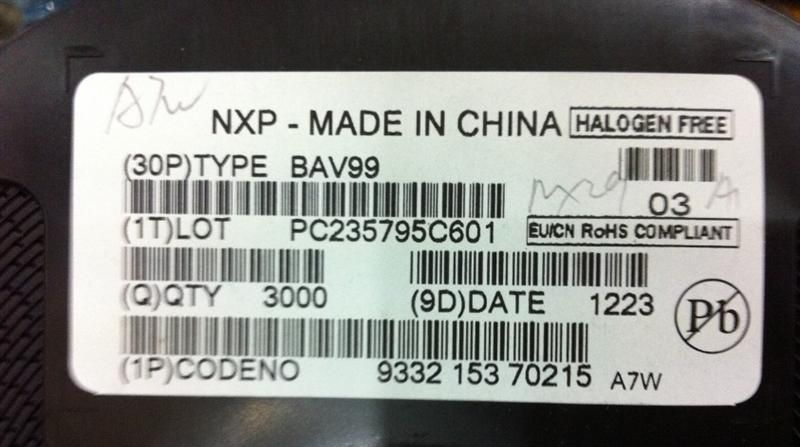 A7W
NXP - MADE IN CHINA
HALOGEN FREE
(30P)TYPE BAV99
03
(1T)LOT PC235795C601
EU/CN RoHS COMPLIANT
(Q)QTY 3000
(9D)DATE 1223
Pb
(1P)CODENO 9332 153 70215 A7W